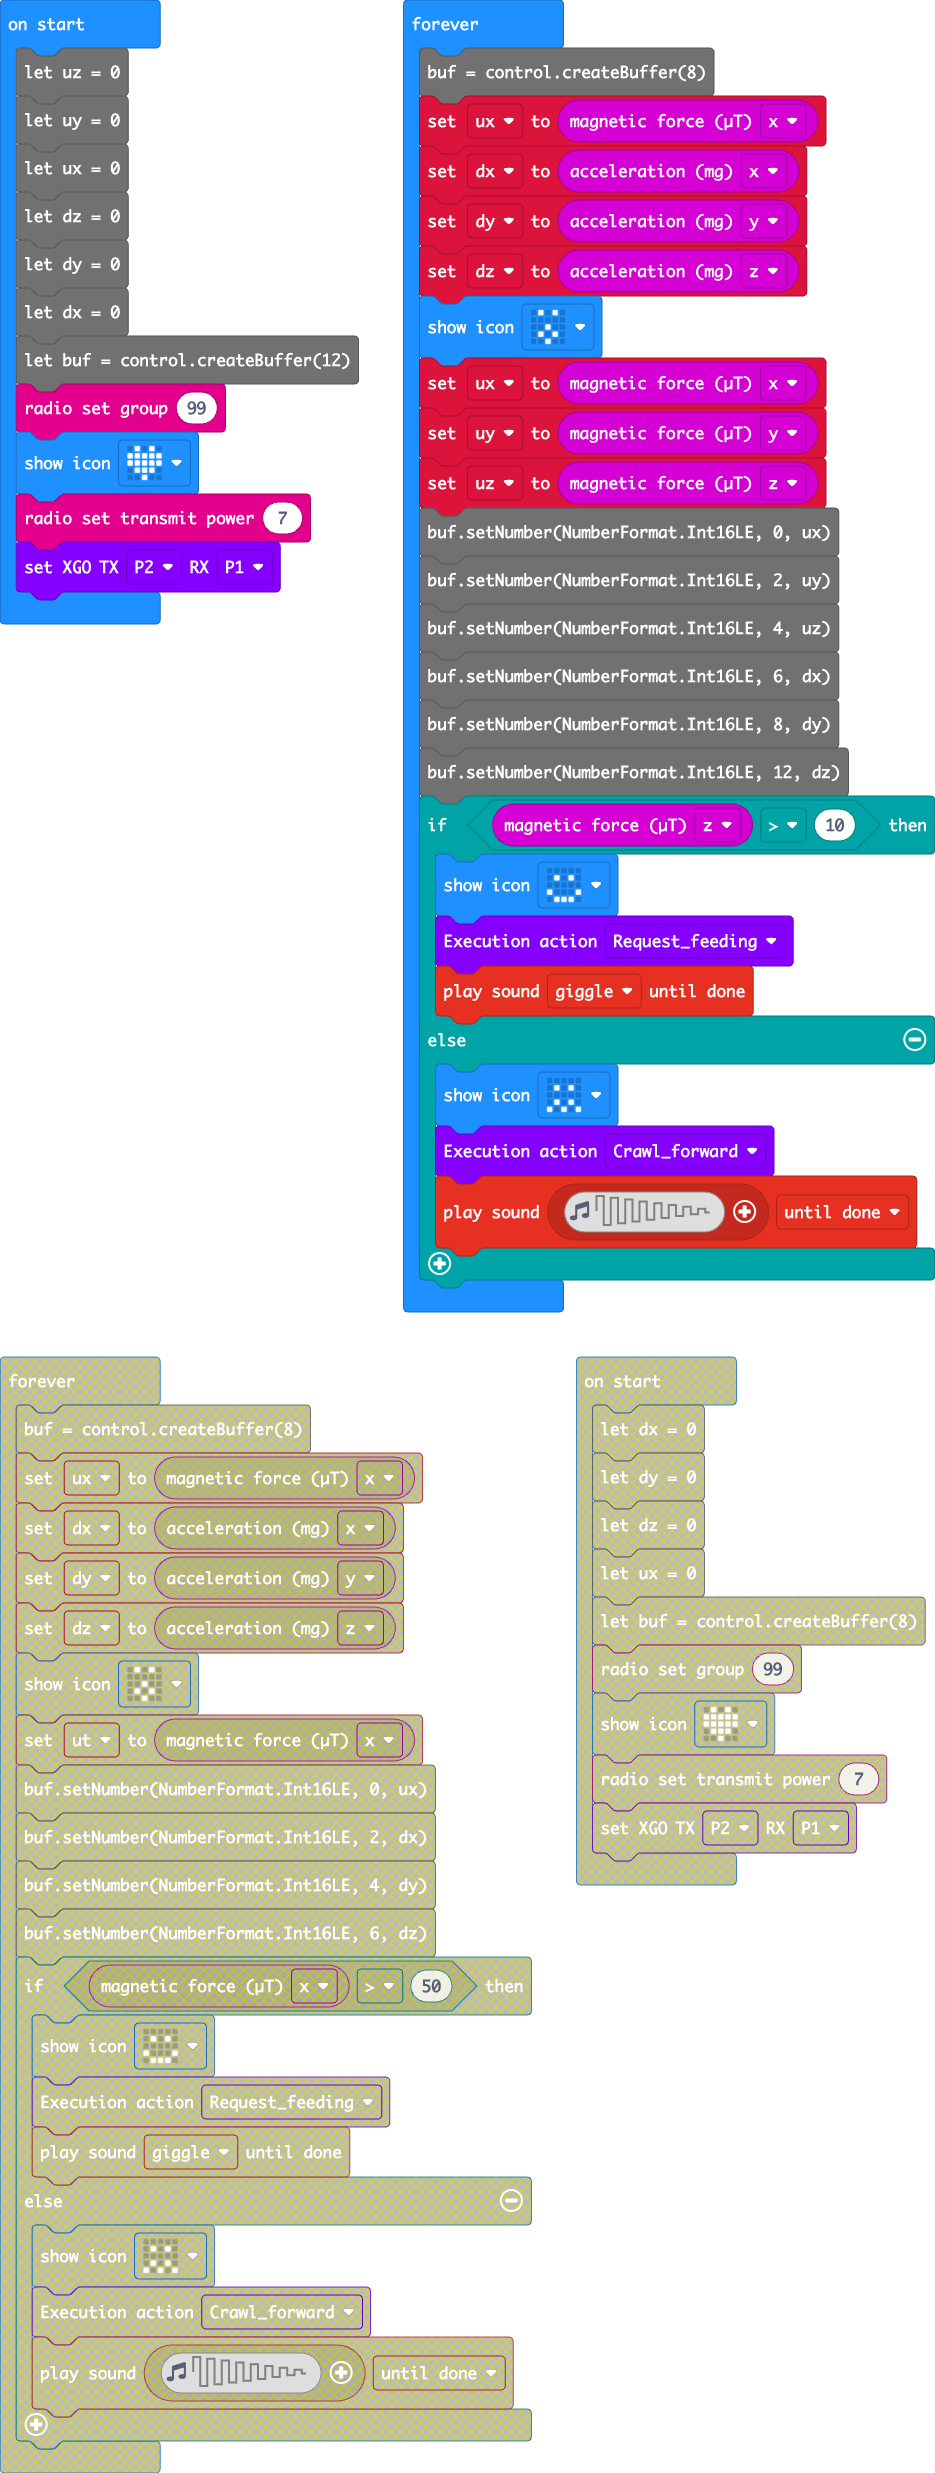 on start
let uz = 0
let uy = 0
let ux = 0
let dz = 0
let dy = 0
let dx = 0
let buf = control.createBuffer(12)
radio set group 99
show icon
radio set transmit power 7
set XGO TX P2 RX P1
forever
buf = control.createBuffer(8)
set ux to magnetic force (µT) x
set dx to acceleration (mg) x
set dy to acceleration (mg) y
set dz to acceleration (mg) z
show icon
set ux to magnetic force (µT) x
set uy to magnetic force (µT) y
set uz to magnetic force (µT) z
buf.setNumber(NumberFormat.Int16LE, 0, ux)
buf.setNumber(NumberFormat.Int16LE, 2, uy)
buf.setNumber(NumberFormat.Int16LE, 4, uz)
buf.setNumber(NumberFormat.Int16LE, 6, dx)
buf.setNumber(NumberFormat.Int16LE, 8, dy)
buf.setNumber(NumberFormat.Int16LE, 12, dz)
if magnetic force (µT) z > 10 then
show icon
Execution action Request_feeding
play sound giggle until done
else
show icon
Execution action Crawl_forward
play sound until done
forever
buf = control.createBuffer(8)
set ux to magnetic force (µT) x
set dx to acceleration (mg) x
set dy to acceleration (mg) y
set dz to acceleration (mg) z
show icon
set ut to magnetic force (µT) x
buf.setNumber(NumberFormat.Int16LE, 0, ux)
buf.setNumber(NumberFormat.Int16LE, 2, dx)
buf.setNumber(NumberFormat.Int16LE, 4, dy)
buf.setNumber(NumberFormat.Int16LE, 6, dz)
if magnetic force (µT) x > 50 then
show icon
Execution action Request_feeding
play sound giggle until done
else
show icon
Execution action Crawl_forward
play sound until done
on start
let dx = 0
let dy = 0
let dz = 0
let ux = 0
let buf = control.createBuffer(8)
radio set group 99
show icon
radio set transmit power 7
set XGO TX P2 RX P1